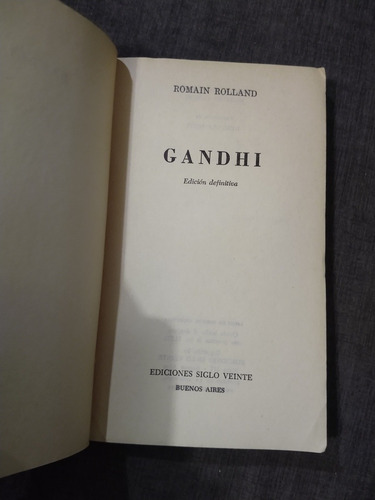 ROMAIN ROLLAND
GANDHI
Edición definitiva
EDICIONES SIGLO VEINTE
BUENOS AIRES